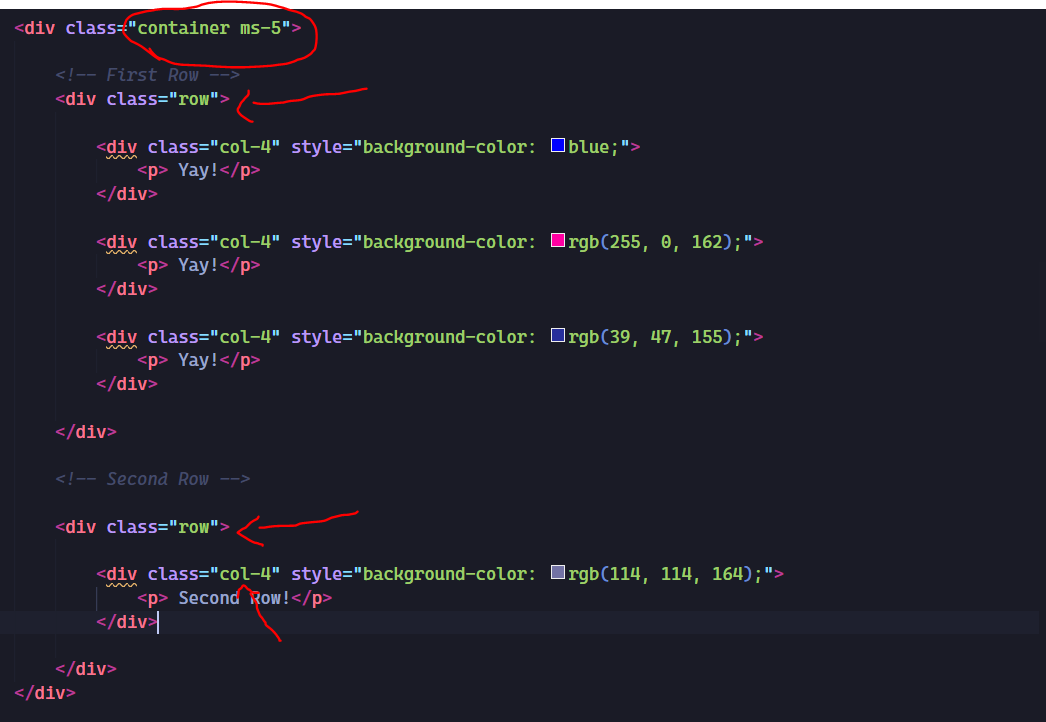 <div class="container ms-5">
<!-- First Row -->
<div class="row">
<div class="col-4" style="background-color: blue;">
<p> Yay!</p>
</div>
<div class="col-4" style="background-color: rgb(255, 0, 162);">
<p> Yay!</p>
</div>
<div class="col-4" style="background-color: rgb(39, 47, 155);">
<p> Yay!</p>
</div>
</div>
<!-- Second Row -->
<div class="row">
<div class="col-4" style="background-color: rgb(114, 114, 164);">
<p> Second Row!</p>
</div>
</div>
</div>